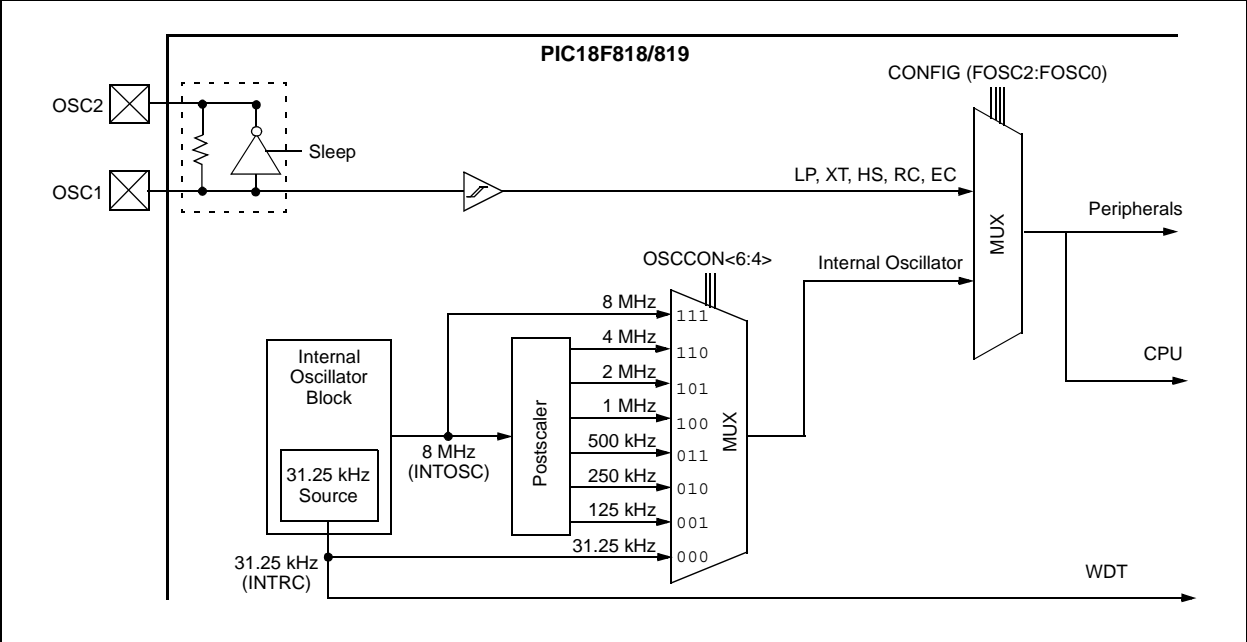 PIC18F818/819
CONFIG (FOSC2:FOSC0)
OSC2
Sleep
OSC1
LP, XT, HS, RC, EC
Peripherals
MUX
OSCCON<6:4>
Internal Oscillator
8 MHz
111
4 MHz
110
CPU
Internal
Oscillator
Block
2 MHz
101
1 MHz
100
MUX
500 kHz
011
8 MHz
(INTOSC)
Postscaler
31.25 kHz
Source
250 kHz
010
125 kHz
001
31.25 kHz
000
31.25 kHz
(INTRC)
WDT